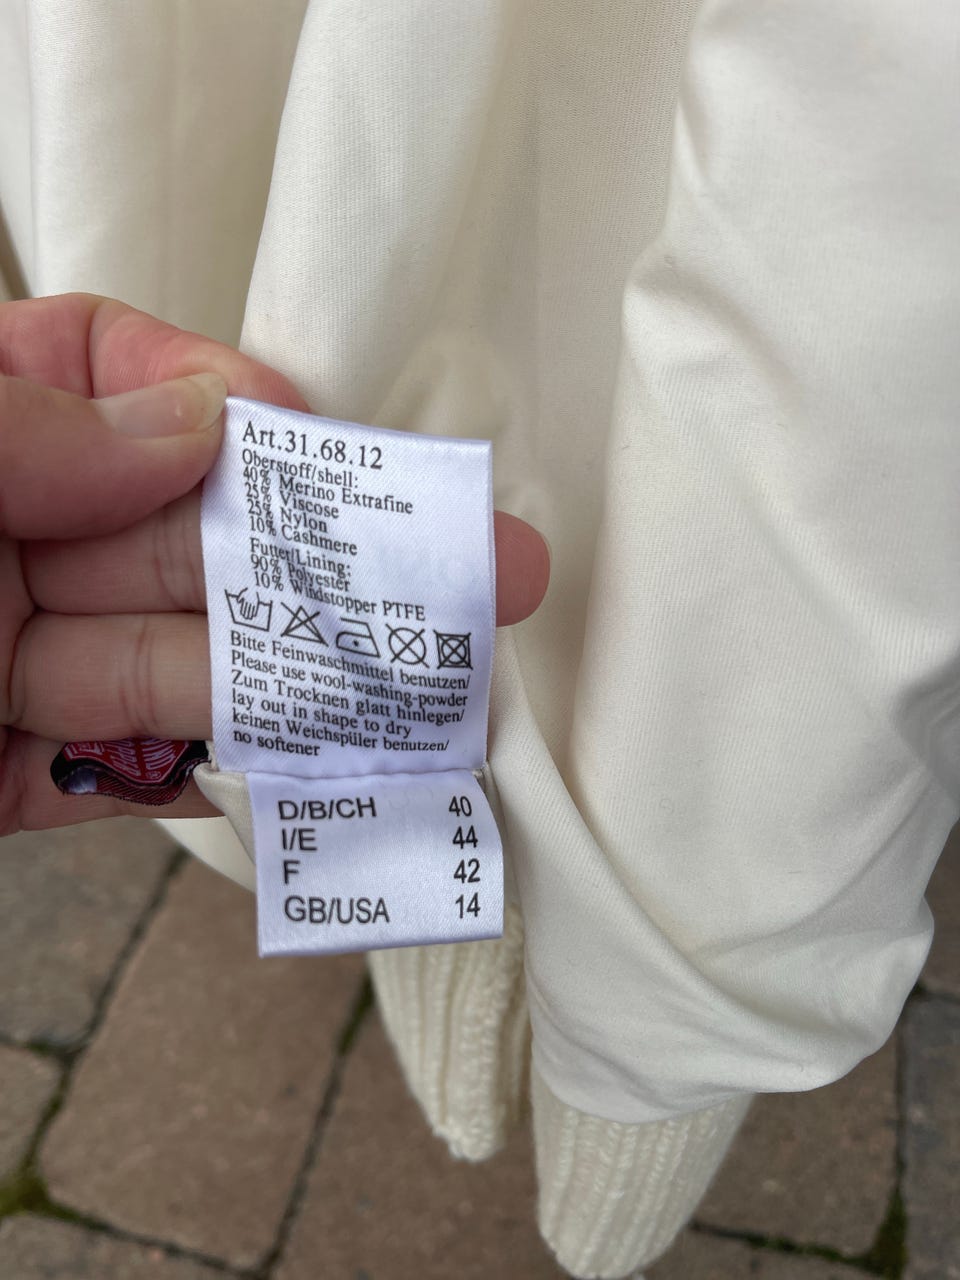 Art.31.68.12
Oberstoff/shell:
40% Merino Extrafine
25% Viscose
25% Nylon
10% Cashmere
Futter/Lining:
90% Polyester
10% Windstopper PTFE
Bitte Feinwaschmittel benutzen/
Please use wool-washing-powder
Zum Trocknen glatt hinlegen/
lay out in shape to dry
keinen Weichspüler benutzen/
no softener
D/B/CH 40
I/E 44
F 42
GB/USA 14